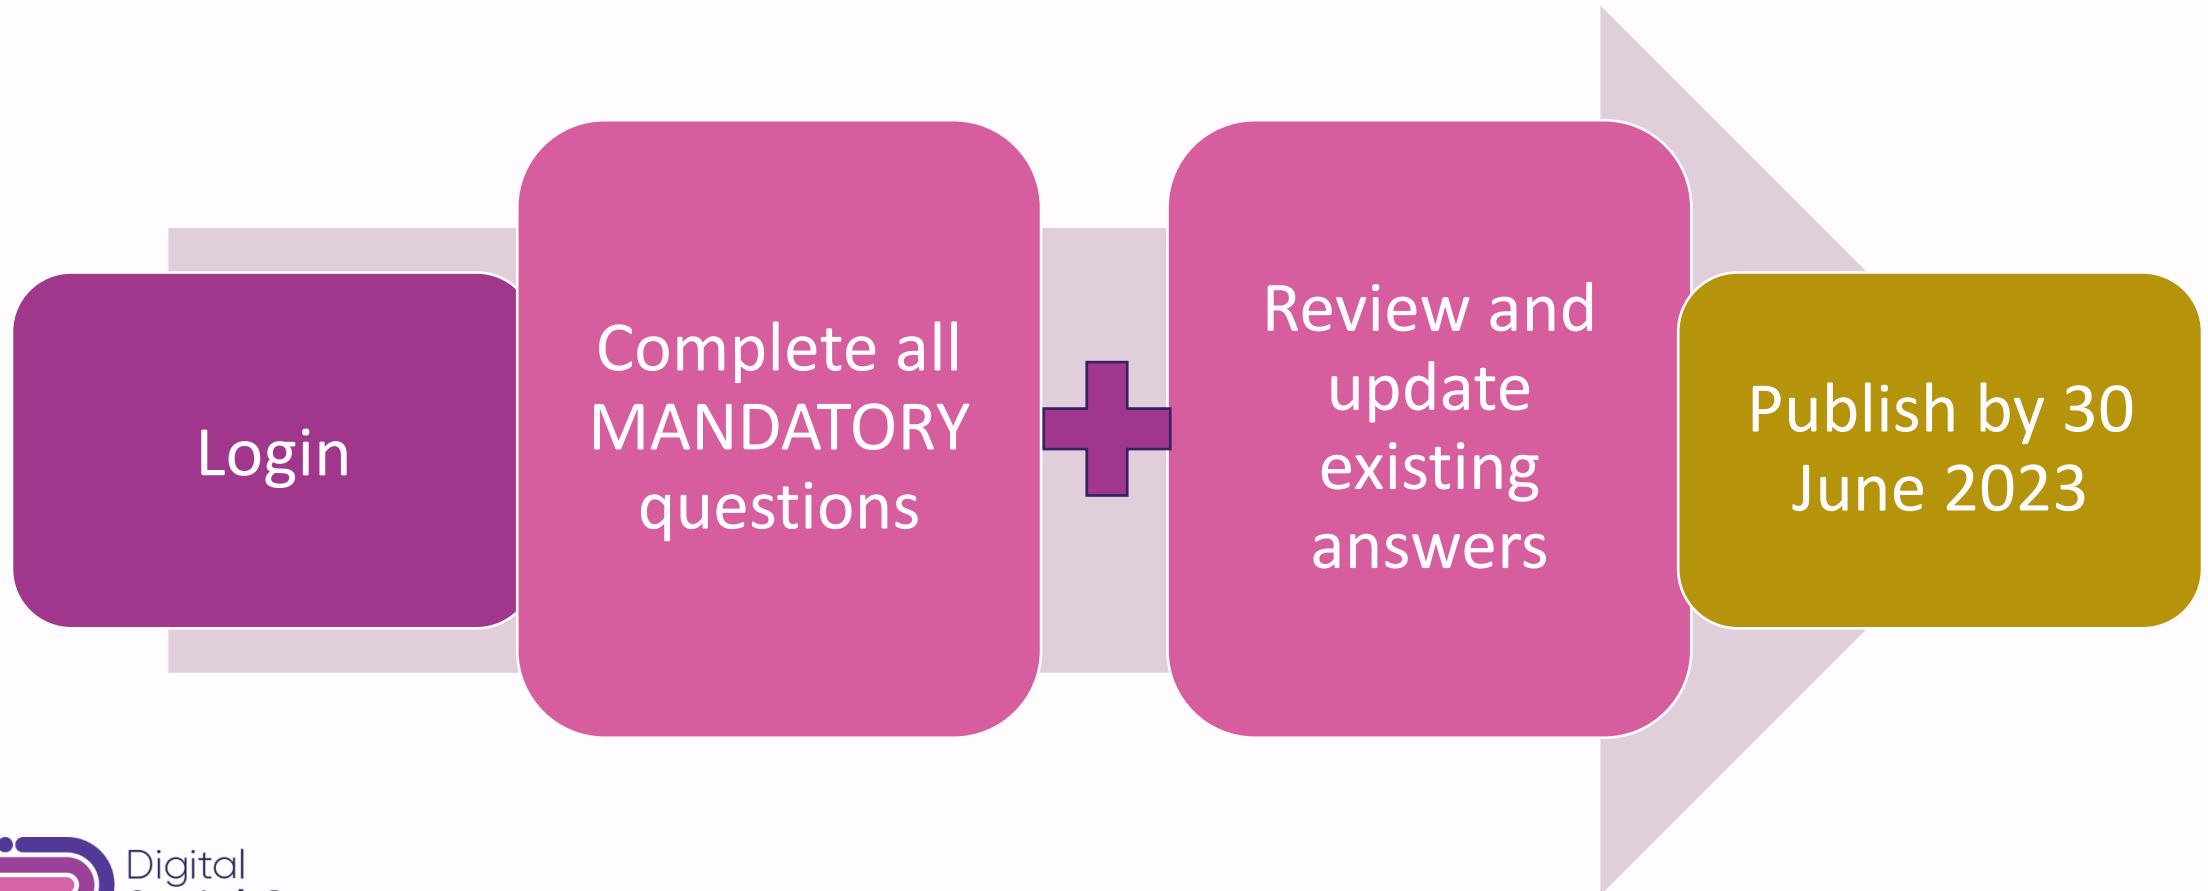 Login
Complete all
MANDATORY
questions
Review and
update
existing
answers
Publish by 30
June 2023
Digital